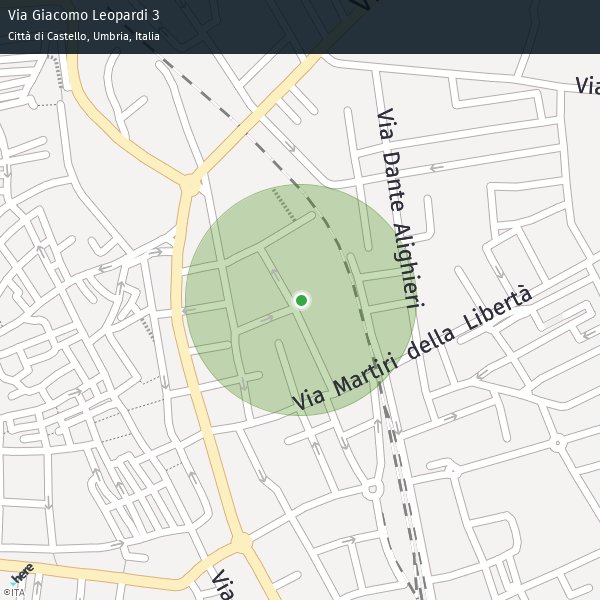 Via Giacomo Leopardi 3
Città di Castello, Umbria, Italia
Via
Via Dante Alighieri
Via Martiri della Libertà
Via
here
©ITA